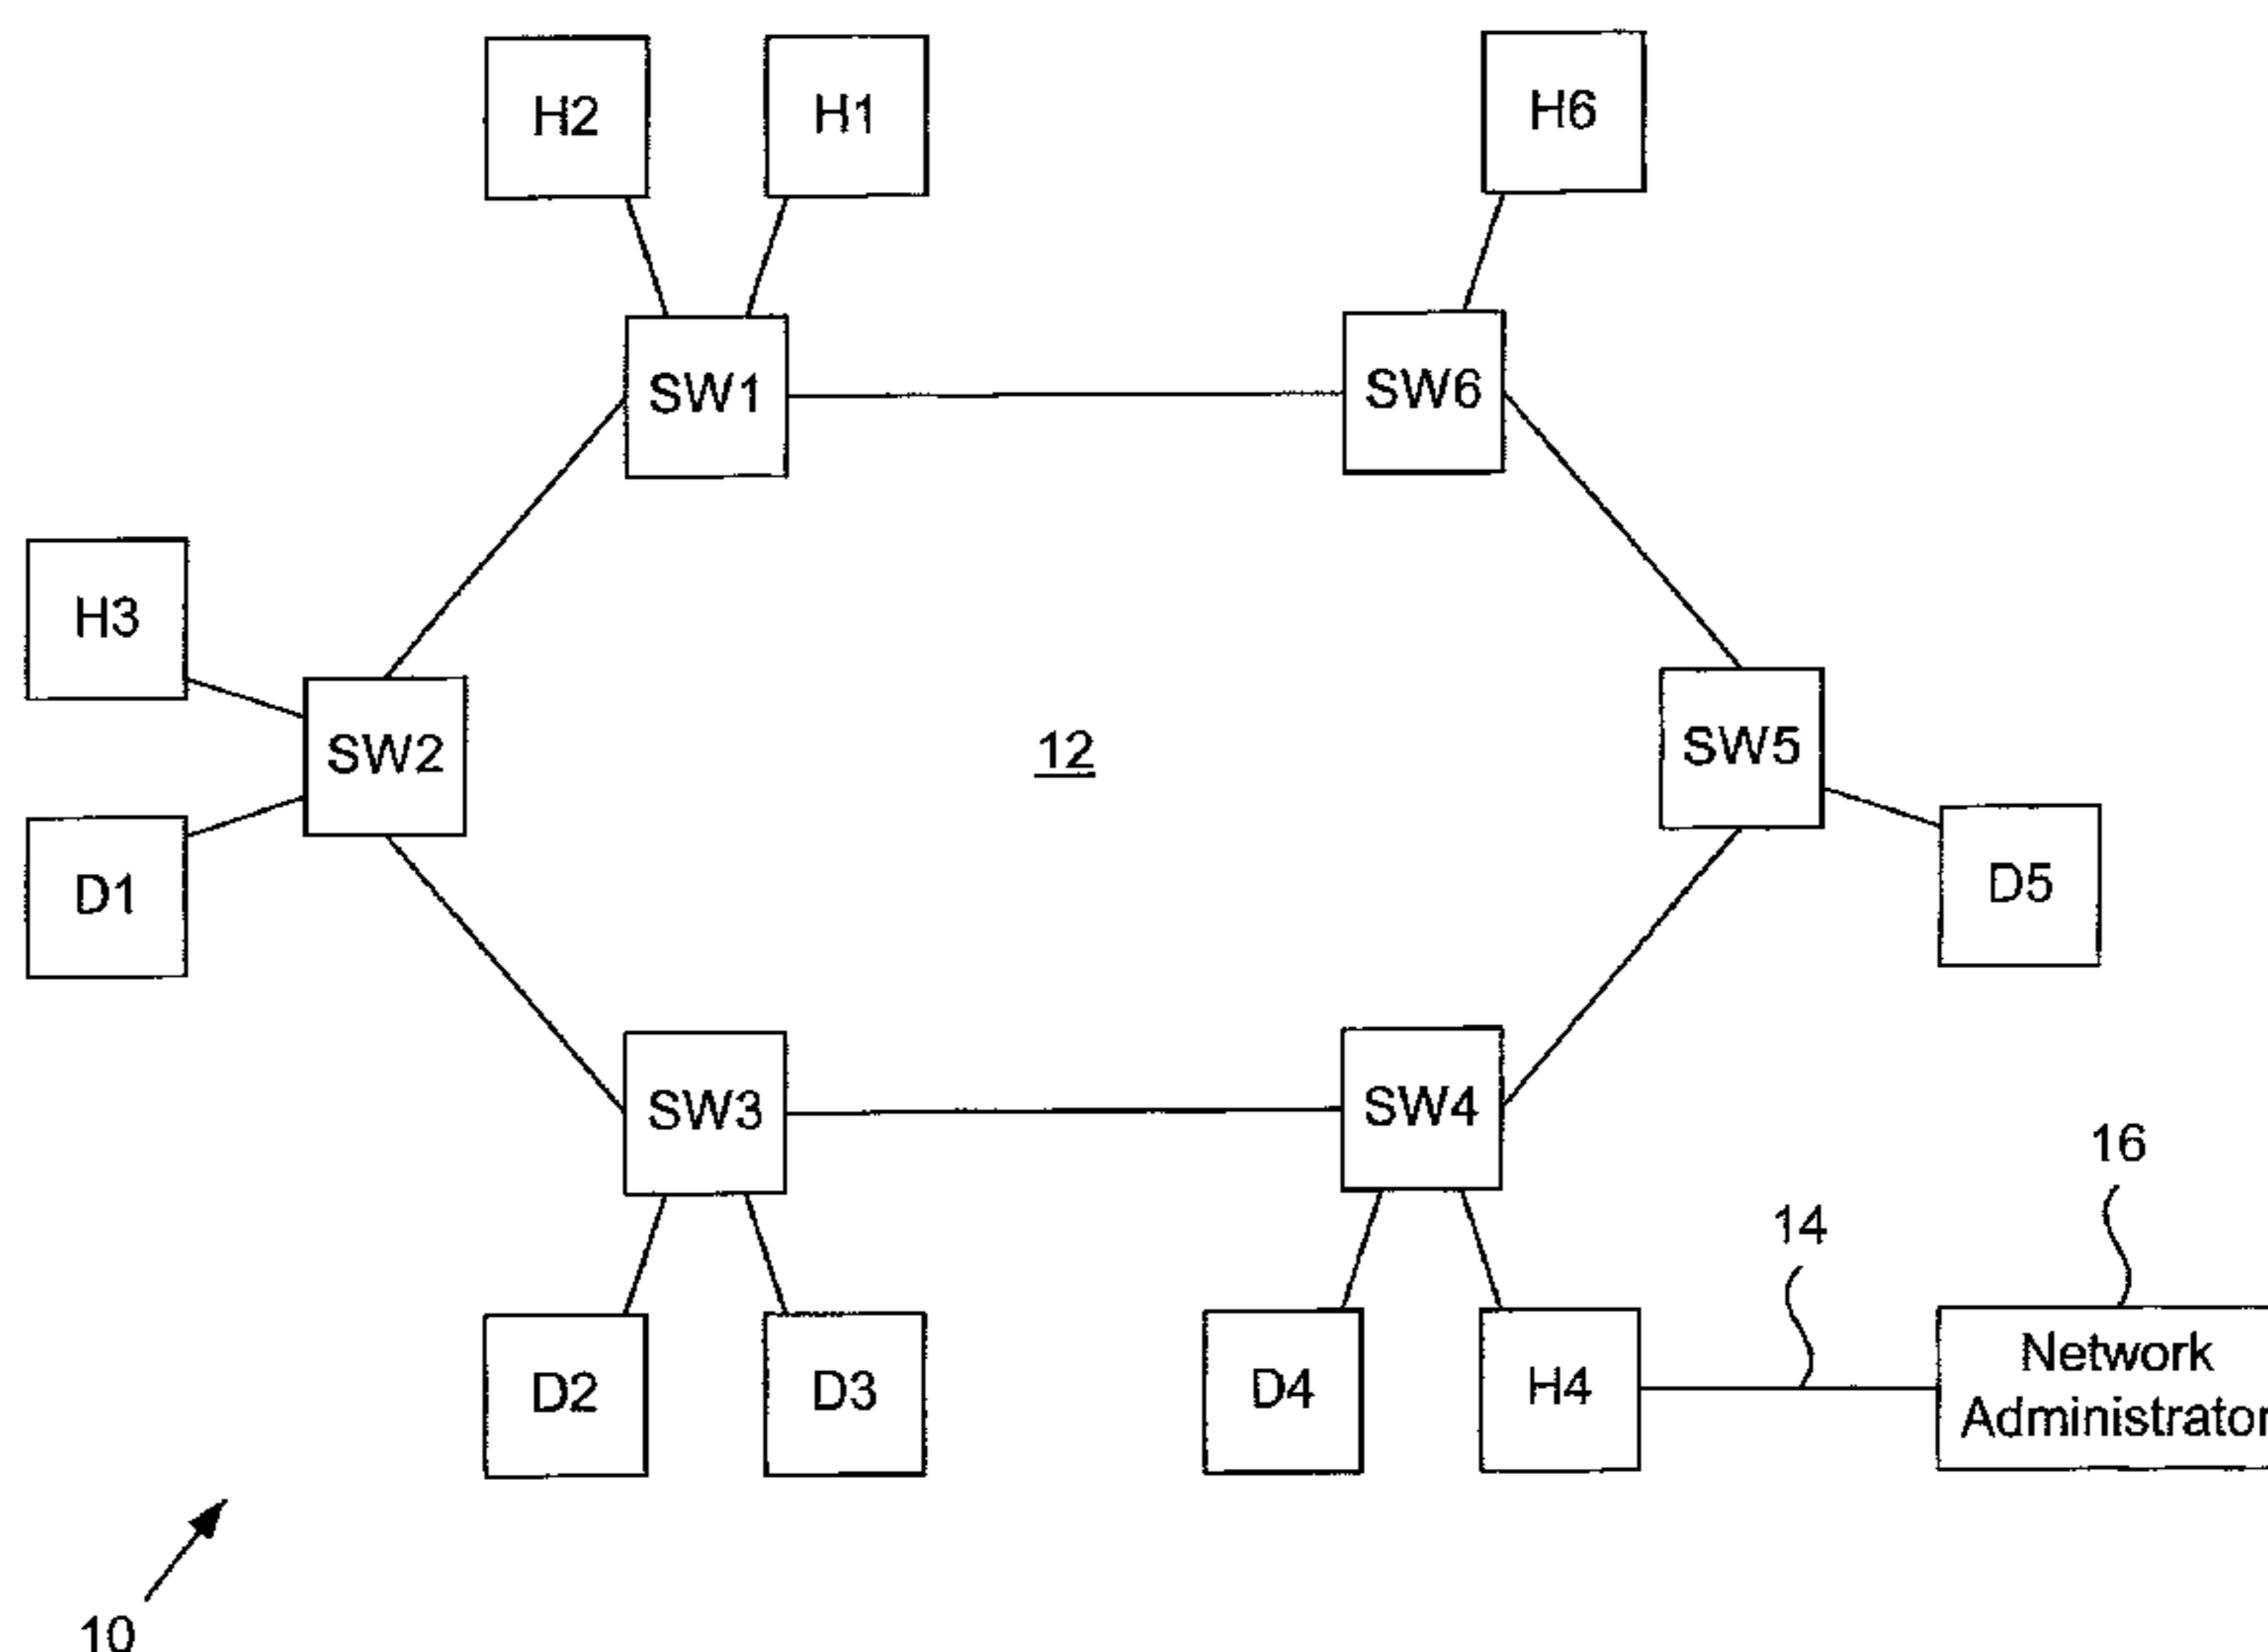 H2
H1
H6
SW1
SW6
H3
SW2
12
SW5
D1
D5
SW3
SW4
16
14
D2
D3
D4
H4
Network
Administrator
10